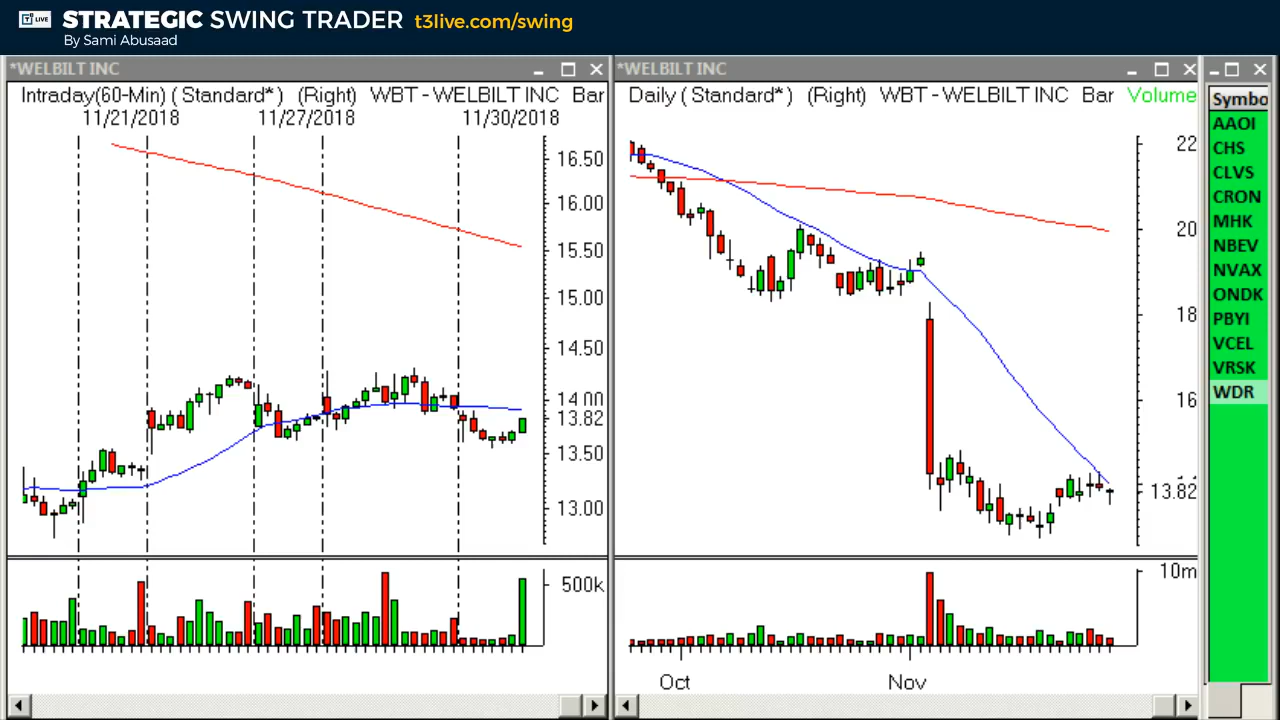 T3 LIVE STRATEGIC SWING TRADER t3live.com/swing
By Sami Abusaad
*WELBILT INC
Intraday(60-Min) ( Standard* ) (Right) WBT - WELBILT INC Bar
11/21/2018 11/27/2018 11/30/2018
16.50
16.00
15.50
15.00
14.50
14.00
13.82
13.50
13.00
500k
*WELBILT INC
Daily ( Standard* ) (Right) WBT - WELBILT INC Bar Volume
22
20
18
16
13.82
10m
Oct Nov
Symbo
AAOI
CHS
CLVS
CRON
MHK
NBEV
NVAX
ONDK
PBYI
VCEL
VRSK
WDR